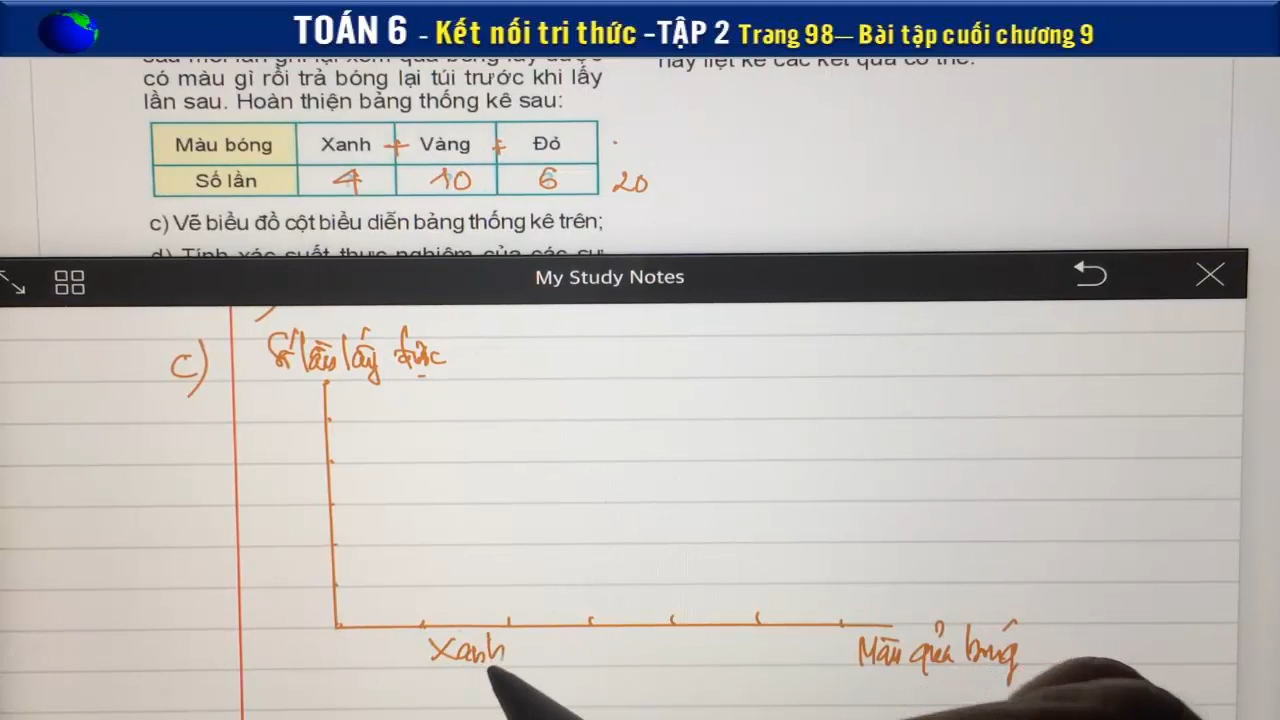 TOÁN 6 - Kết nối tri thức -TẬP 2 Trang 98— Bài tập cuối chương 9
có màu gì rồi trả bóng lại túi trước khi lấy
lần sau. Hoàn thiện bảng thống kê sau:
Màu bóng Xanh + Vàng + Đỏ
Số lần 4 10 6 20
c) Vẽ biểu đồ cột biểu diễn bảng thống kê trên;
My Study Notes
c) Số lần lấy được
Xanh
Màu quả bóng